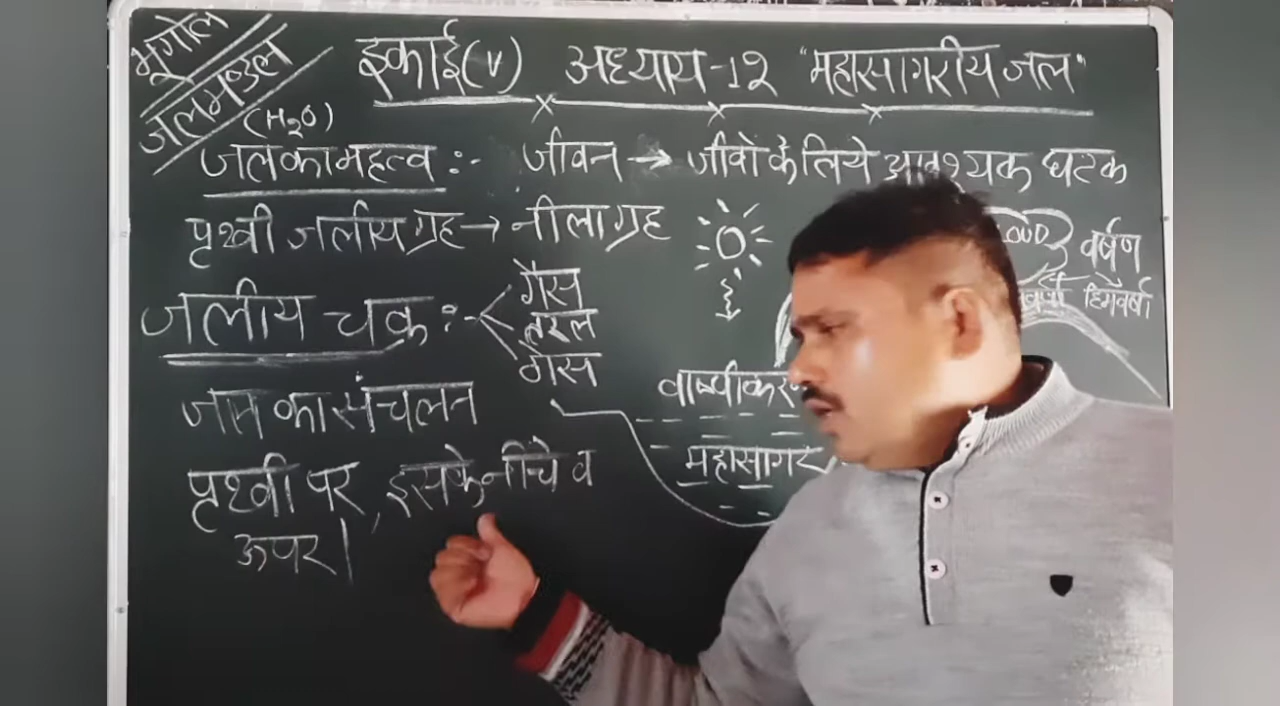 भूगोल
जलमण्डल
इकाई (V) अध्याय-12 "महासागरीय जल"
(H₂O)
जल का महत्व :- जीवन → जीवों के लिये आवश्यक घटक
पृथ्वी जलीय ग्रह → नीला ग्रह
जलीय चक्र :-
गैस
तरल
गैस
जल का संचलन
पृथ्वी पर, इसके नीचे व
ऊपर।
वर्षण
हिमवर्षा
महासागर